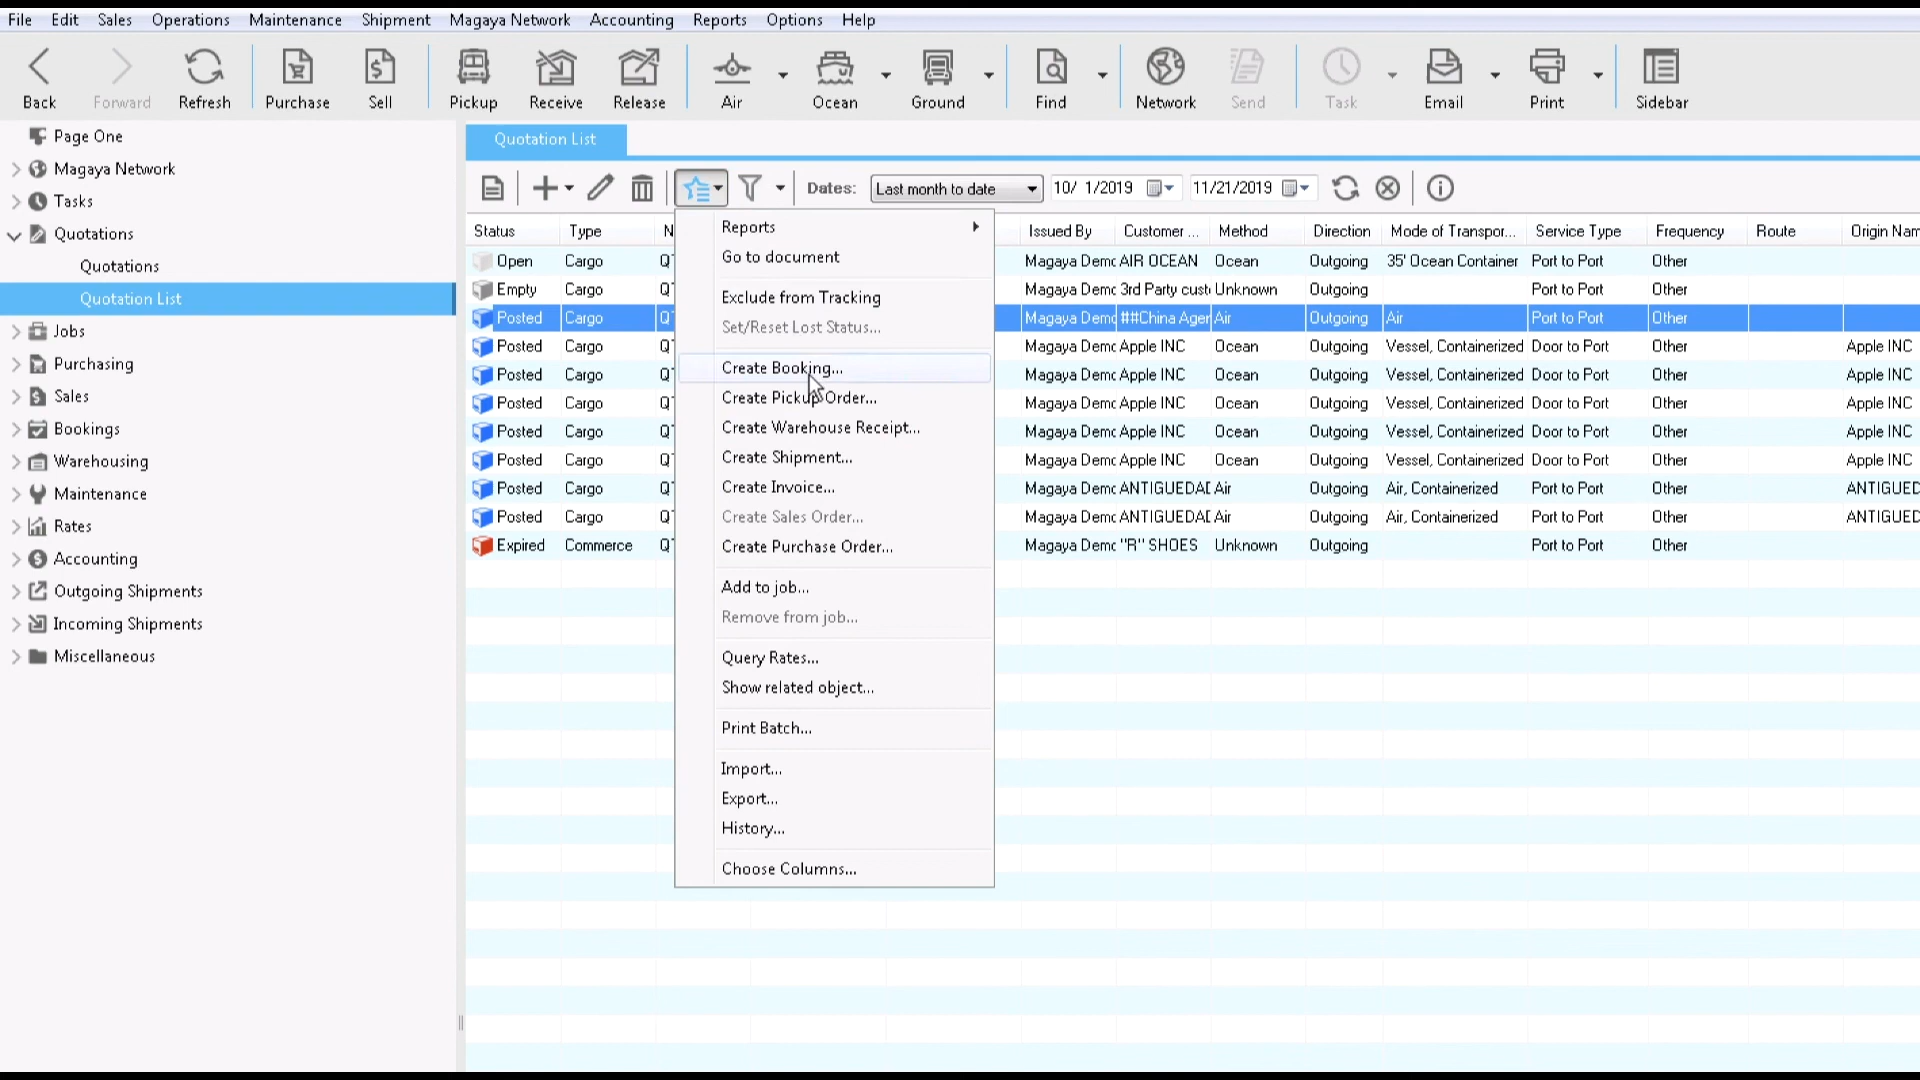 File Edit Sales Operations Maintenance Shipment Magaya Network Accounting Reports Options Help
Back Forward Refresh Purchase Sell Pickup Receive Release Air Ocean Ground Find Network Send Task Email Print Sidebar
Page One
Magaya Network
Tasks
Quotations
Quotations
Quotation List
Jobs
Purchasing
Sales
Bookings
Warehousing
Maintenance
Rates
Accounting
Outgoing Shipments
Incoming Shipments
Miscellaneous
Quotation List
Dates: Last month to date 10/ 1/2019 11/21/2019
Status Type N Issued By Customer ... Method Direction Mode of Transpor... Service Type Frequency Route Origin Nam
Open Cargo Q Magaya Demc AIR OCEAN Ocean Outgoing 35' Ocean Container Port to Port Other
Empty Cargo Q Magaya Demc 3rd Party cust Unknown Outgoing Port to Port Other
Posted Cargo Q Magaya Demc ##China Ager Air Outgoing Air Port to Port Other
Posted Cargo Q Magaya Demc Apple INC Ocean Outgoing Vessel, Containerized Door to Port Other Apple INC
Posted Cargo Q Magaya Demc Apple INC Ocean Outgoing Vessel, Containerized Door to Port Other Apple INC
Posted Cargo Q Magaya Demc Apple INC Ocean Outgoing Vessel, Containerized Door to Port Other Apple INC
Posted Cargo Q Magaya Demc Apple INC Ocean Outgoing Vessel, Containerized Door to Port Other Apple INC
Posted Cargo Q Magaya Demc Apple INC Ocean Outgoing Vessel, Containerized Door to Port Other Apple INC
Posted Cargo Q Magaya Demc ANTIGUEDAD Air Outgoing Air, Containerized Port to Port Other ANTIGUED
Posted Cargo Q Magaya Demc ANTIGUEDAD Air Outgoing Air, Containerized Port to Port Other ANTIGUED
Expired Commerce Q Magaya Demc "R" SHOES Unknown Outgoing Port to Port Other
Reports
Go to document
Exclude from Tracking
Set/Reset Lost Status...
Create Booking...
Create Pickup Order...
Create Warehouse Receipt...
Create Shipment...
Create Invoice...
Create Sales Order...
Create Purchase Order...
Add to job...
Remove from job...
Query Rates...
Show related object...
Print Batch...
Import...
Export...
History...
Choose Columns...